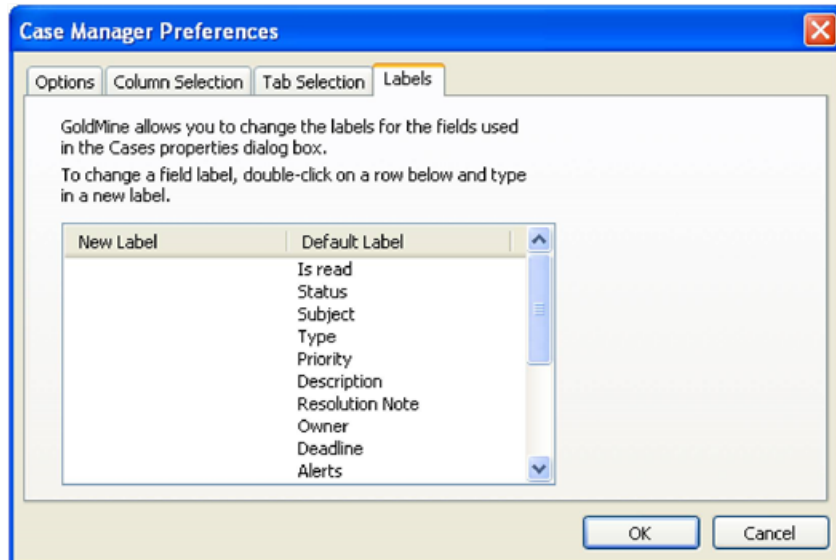 Case Manager Preferences
Options Column Selection Tab Selection Labels
GoldMine allows you to change the labels for the fields used
in the Cases properties dialog box.
To change a field label, double-click on a row below and type
in a new label.
New Label Default Label
Is read
Status
Subject
Type
Priority
Description
Resolution Note
Owner
Deadline
Alerts
OK Cancel